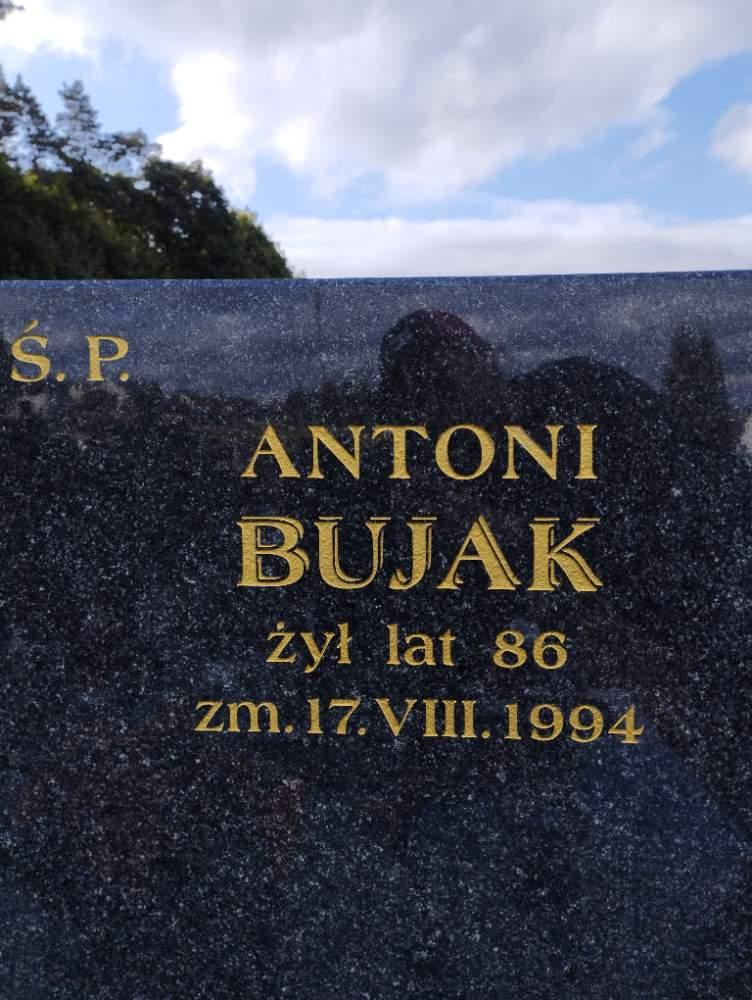 Ś. P.
ANTONI
BUJAK
żył lat 86
zm. 17. VIII. 1994